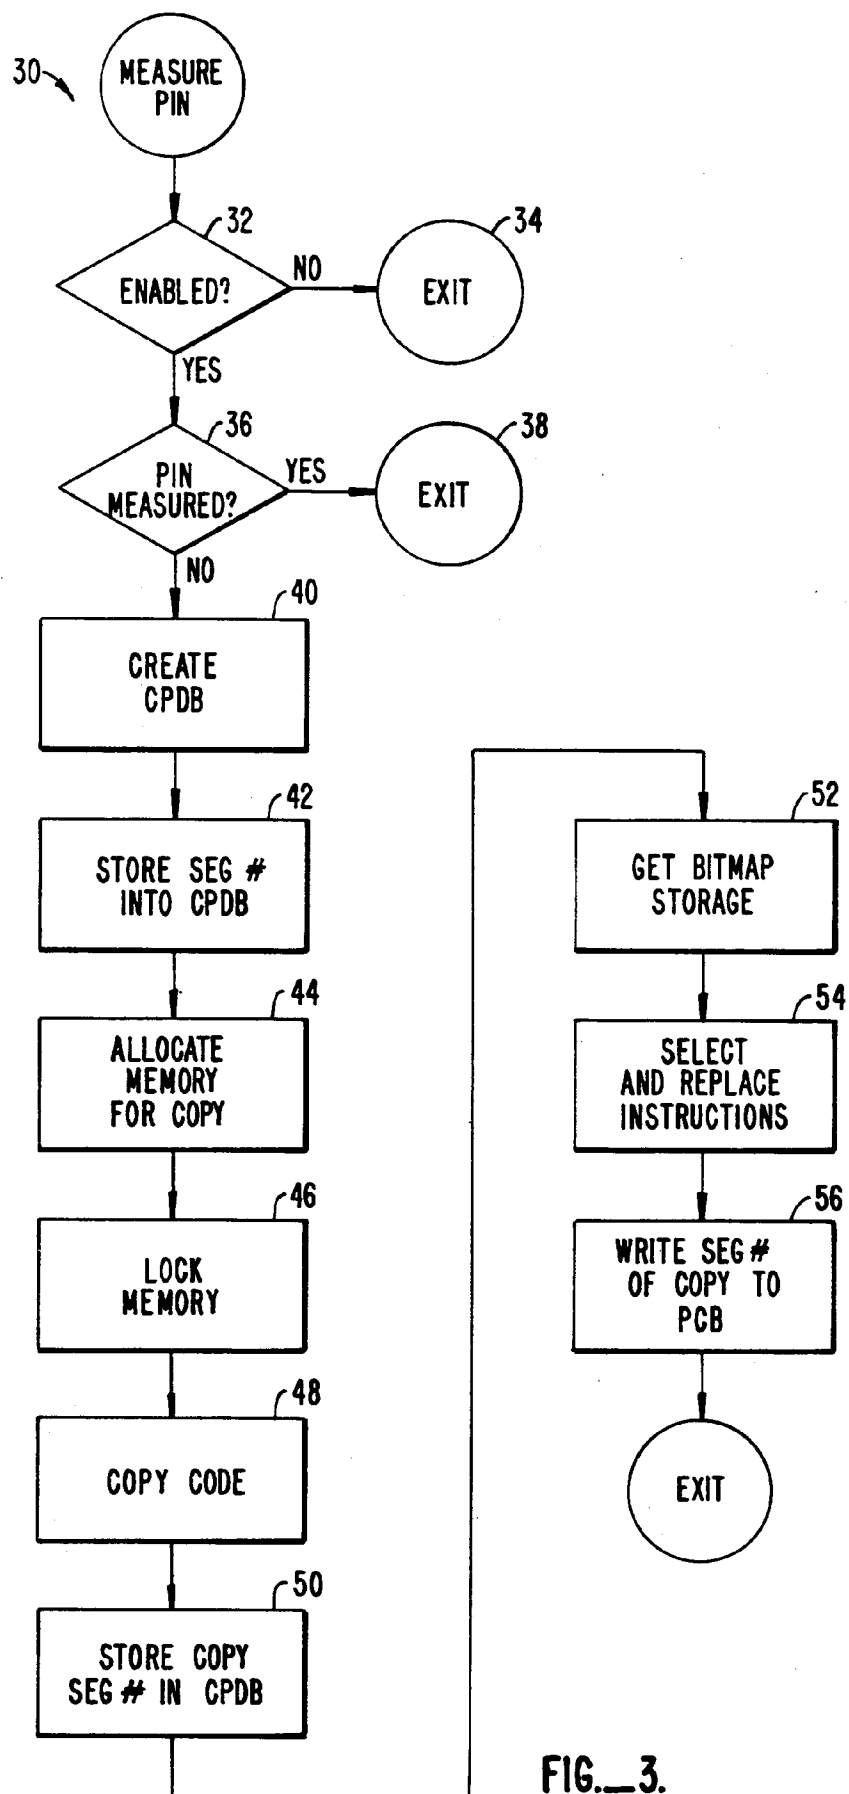 30
MEASURE
PIN
32
ENABLED?
NO
34
EXIT
YES
36
PIN
MEASURED?
YES
38
EXIT
NO
40
CREATE
CPDB
42
STORE SEG #
INTO CPDB
44
ALLOCATE
MEMORY
FOR COPY
46
LOCK
MEMORY
48
COPY CODE
50
STORE COPY
SEG # IN CPDB
52
GET BITMAP
STORAGE
54
SELECT
AND REPLACE
INSTRUCTIONS
56
WRITE SEG #
OF COPY TO
PCB
EXIT
FIG._3.